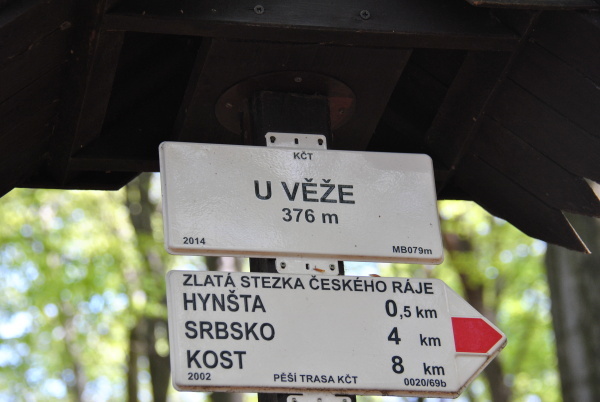 KČT
U VĚŽE
376 m
2014 MB079m
ZLATÁ STEZKA ČESKÉHO RÁJE
HYNŠTA 0,5 km
SRBSKO 4 km
KOST 8 km
2002 PĚŠÍ TRASA KČT 0020/69b